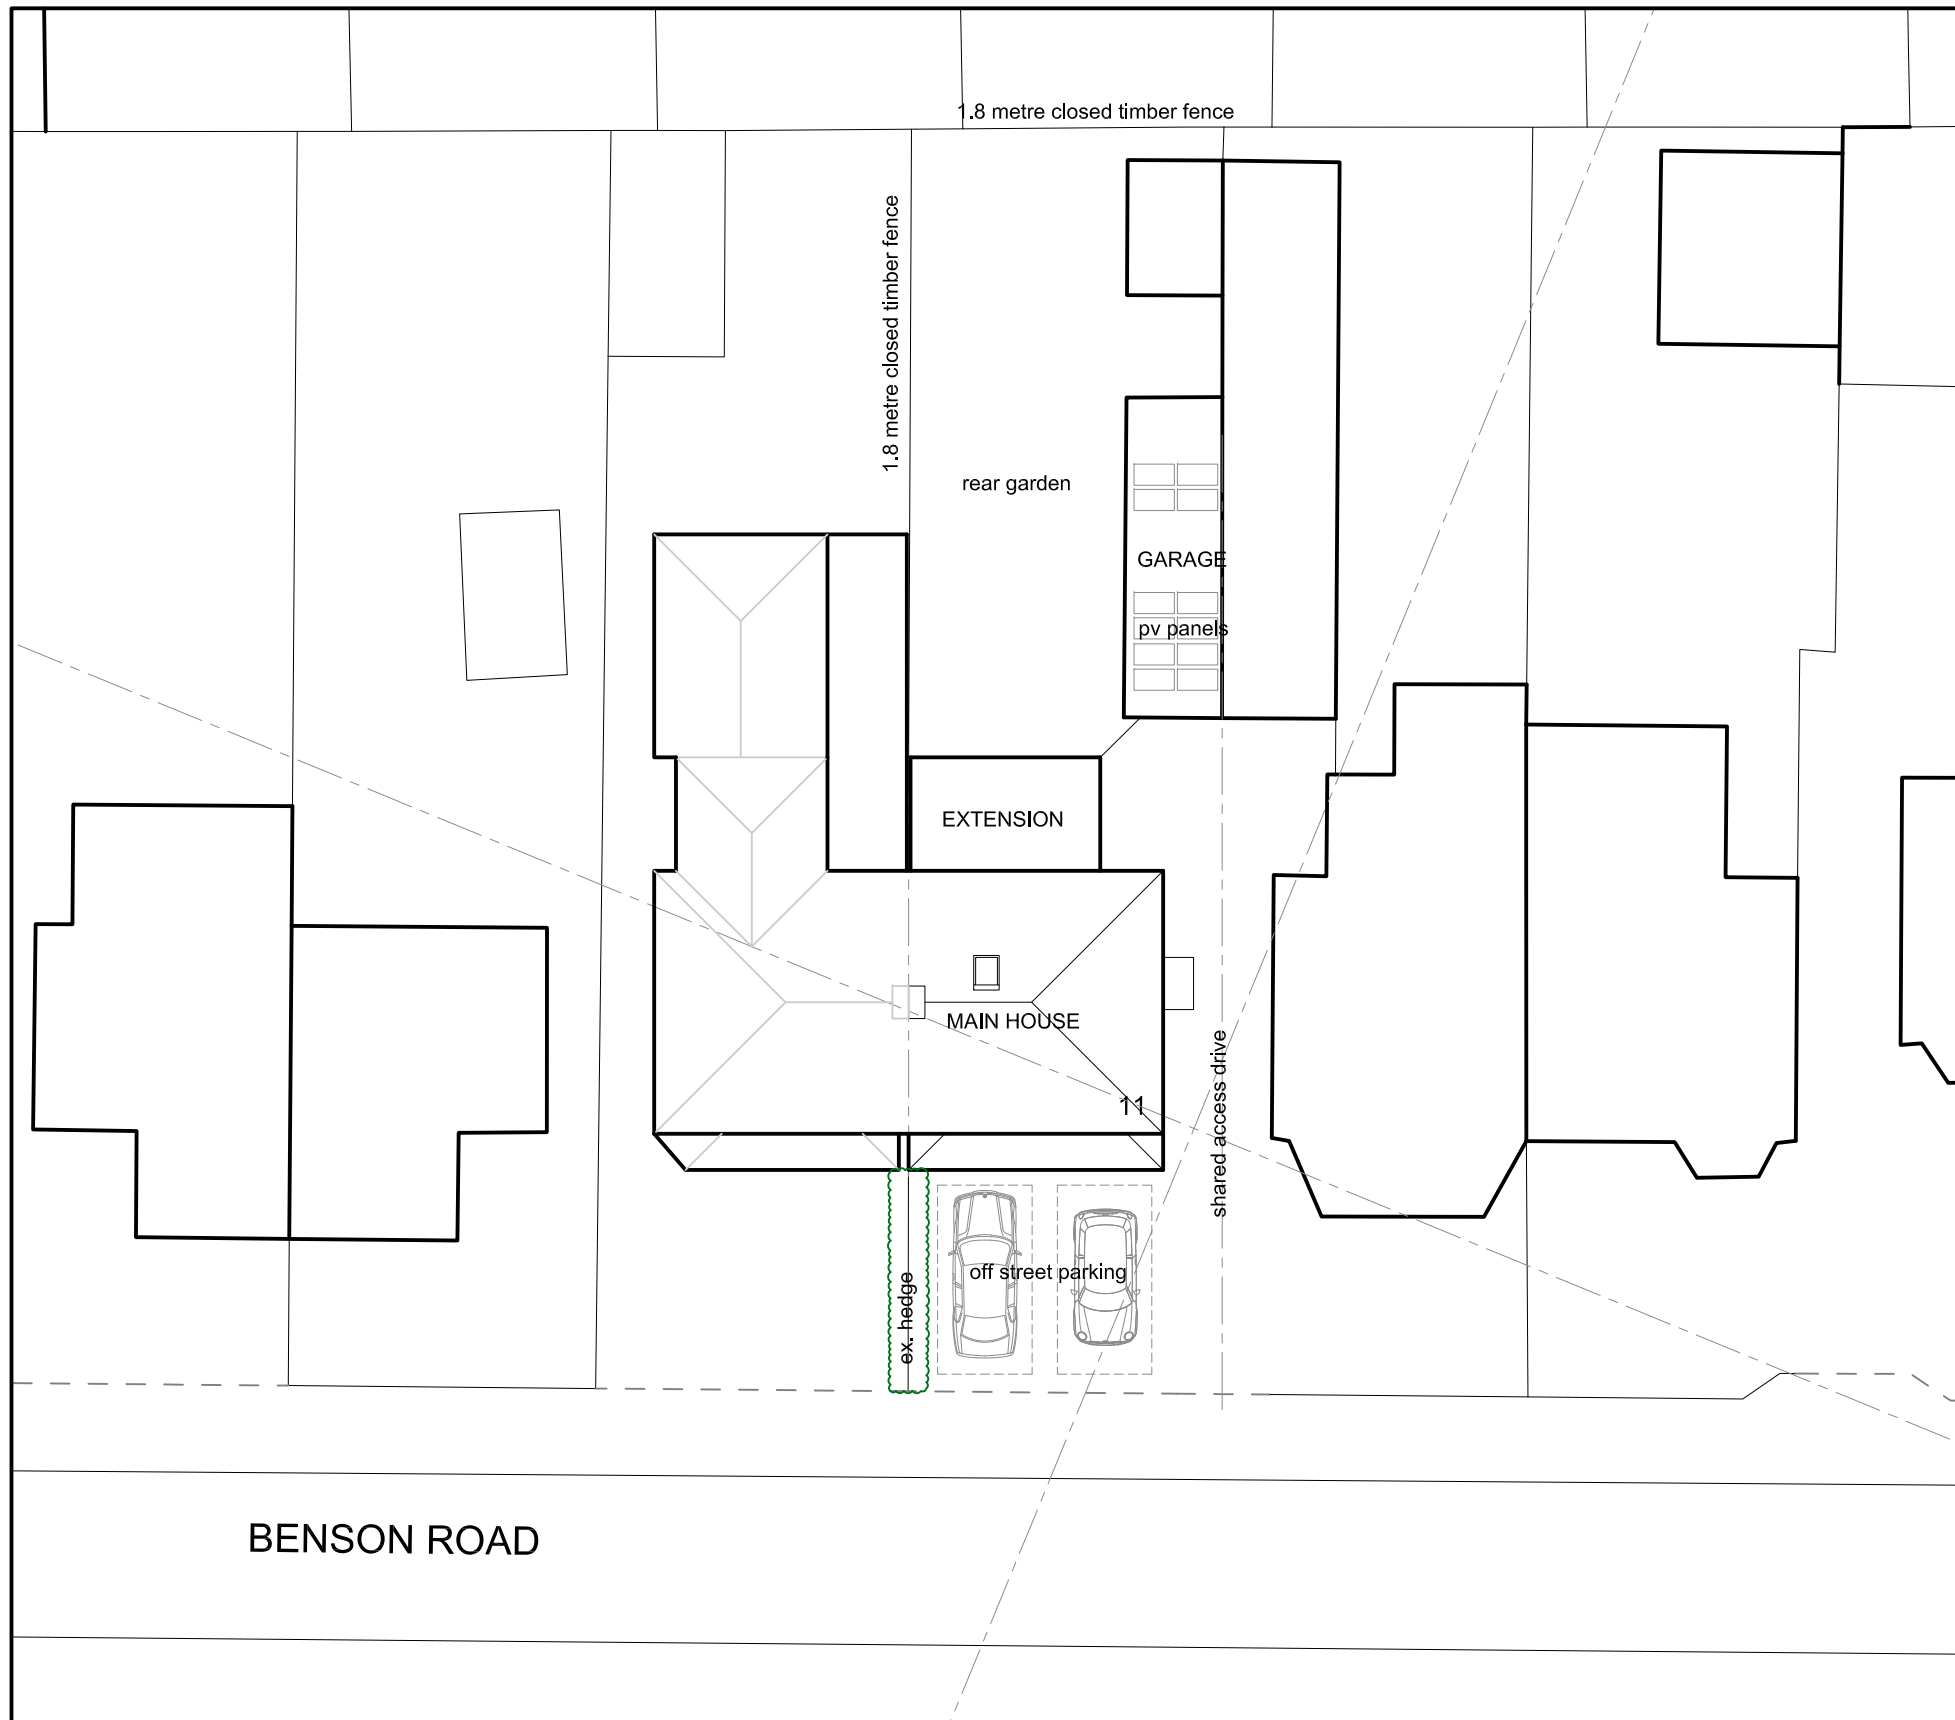 1.8 metre closed timber fence
1.8 metre closed timber fence
rear garden
GARAGE
pv panels
EXTENSION
MAIN HOUSE
11
shared access drive
off street parking
ex. hedge
BENSON ROAD